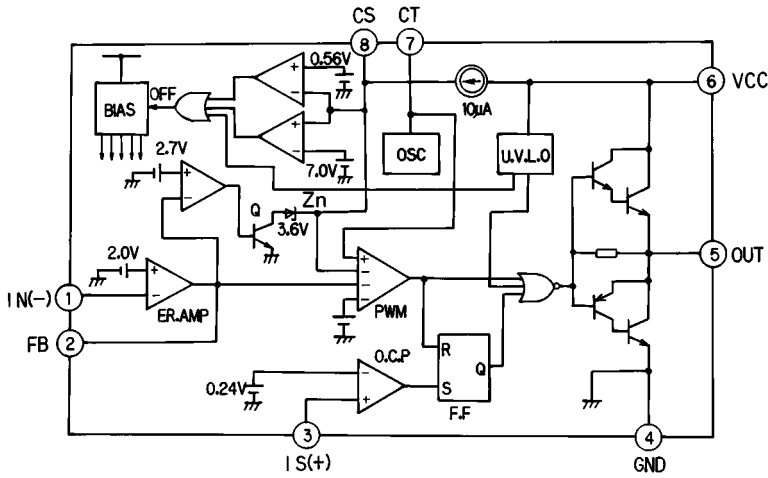 CS CT
8 7
0.56V
6 VCC
10μA
OFF
BIAS
OSC
U.V.L.O
2.7V
7.0V
Zn
Q
3.6V
2.0V
5 OUT
IN(-) 1
ER.AMP
PWM
FB 2
O.C.P
R
Q
0.24V
S
F.F
3
4
IS(+)
GND